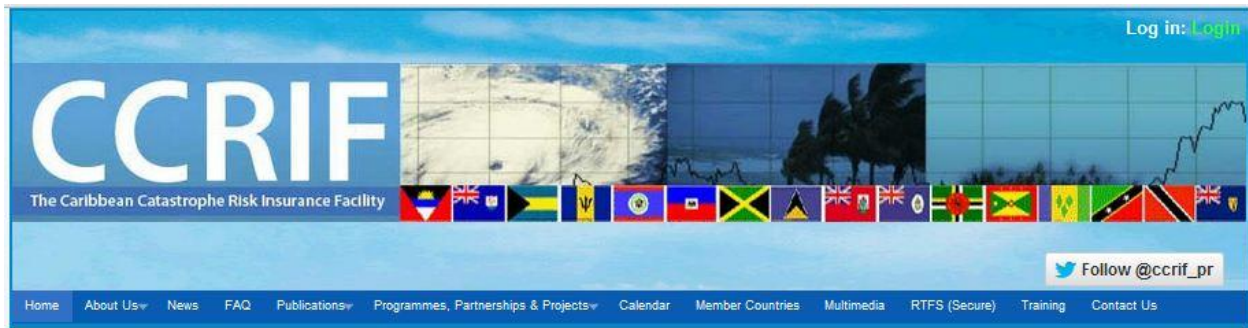 Log in: Login
CCRIF
The Caribbean Catastrophe Risk Insurance Facility
Follow @ccrif_pr
Home About Us News FAQ Publications Programmes, Partnerships & Projects Calendar Member Countries Multimedia RTFS (Secure) Training Contact Us